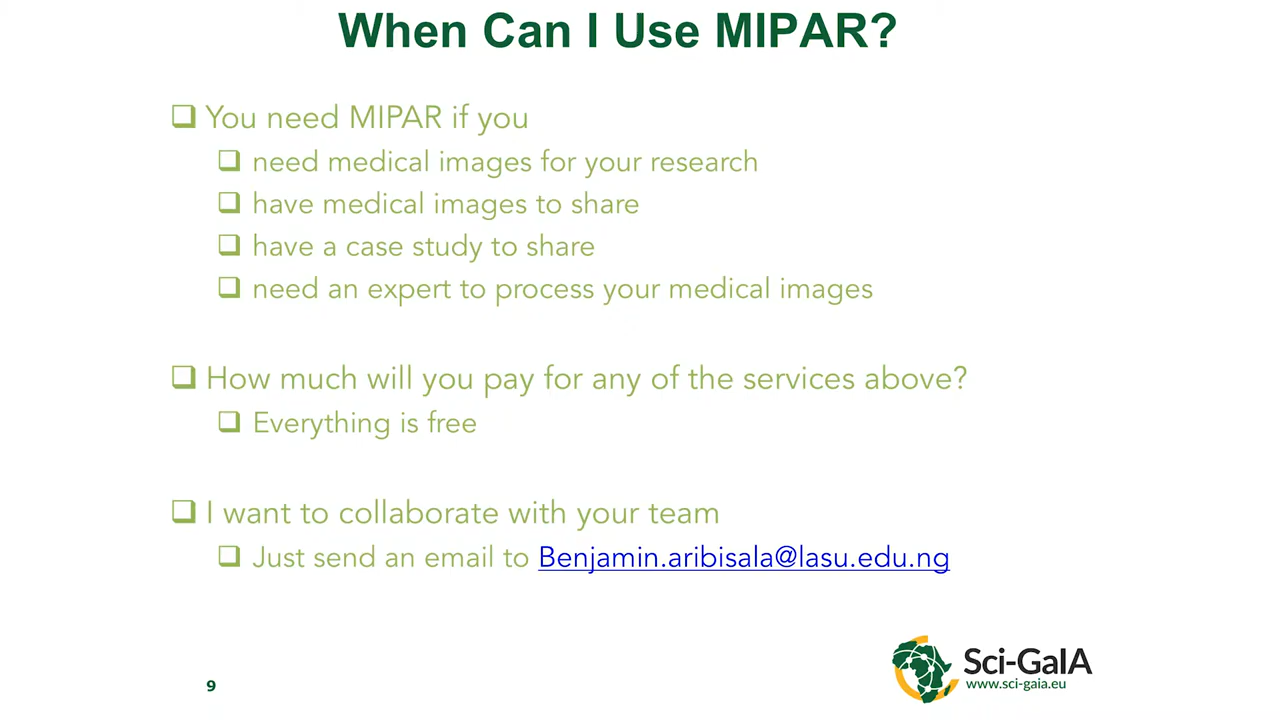 When Can I Use MIPAR?
You need MIPAR if you
need medical images for your research
have medical images to share
have a case study to share
need an expert to process your medical images
How much will you pay for any of the services above?
Everything is free
I want to collaborate with your team
Just send an email to Benjamin.aribisala@lasu.edu.ng
Sci-GaIA
www.sci-gaia.eu
9